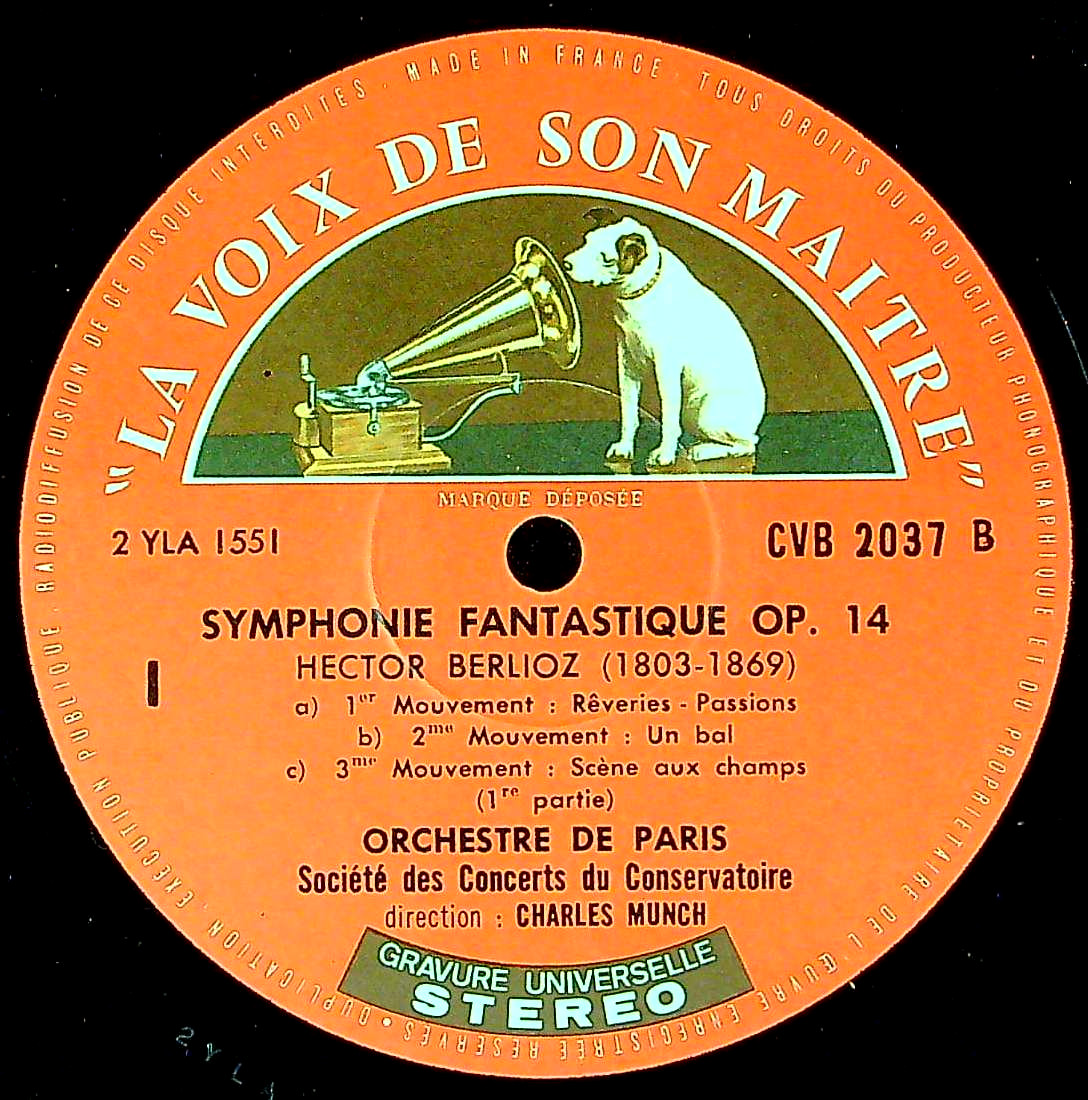 DUPLICATION . EXÉCUTION PUBLIQUE . RADIODIFFUSION DE CE DISQUE INTERDITES . MADE IN FRANCE . TOUS DROITS DU PRODUCTEUR PHONOGRAPHIQUE ET DU PROPRIÉTAIRE DE L'ŒUVRE ENREGISTRÉE RÉSERVÉS •
“LA VOIX DE SON MAITRE”
MARQUE DÉPOSÉE
2 YLA 1551
CVB 2037 B
SYMPHONIE FANTASTIQUE OP. 14
HECTOR BERLIOZ (1803-1869)
I
a) 1er Mouvement : Rêveries - Passions
b) 2me Mouvement : Un bal
c) 3me Mouvement : Scène aux champs
(1re partie)
ORCHESTRE DE PARIS
Société des Concerts du Conservatoire
direction : CHARLES MUNCH
GRAVURE UNIVERSELLE
STEREO
2 Y L A